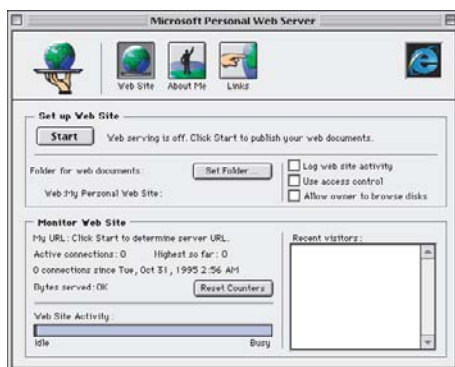 Microsoft Personal Web Server
Web Site
About Me
Links
Set up Web Site
Start
Web serving is off. Click Start to publish your web documents.
Folder for web documents:
Set Folder...
Web:My Personal Web Site:
Log web site activity
Use access control
Allow owner to browse disks
Monitor Web Site
My URL: Click Start to determine server URL.
Active connections: 0 Highest so far: 0
0 connections since Tue, Oct 31, 1995 2:56 AM
Bytes served: 0K
Reset Counters
Recent visitors:
Web Site Activity:
Idle
Busy